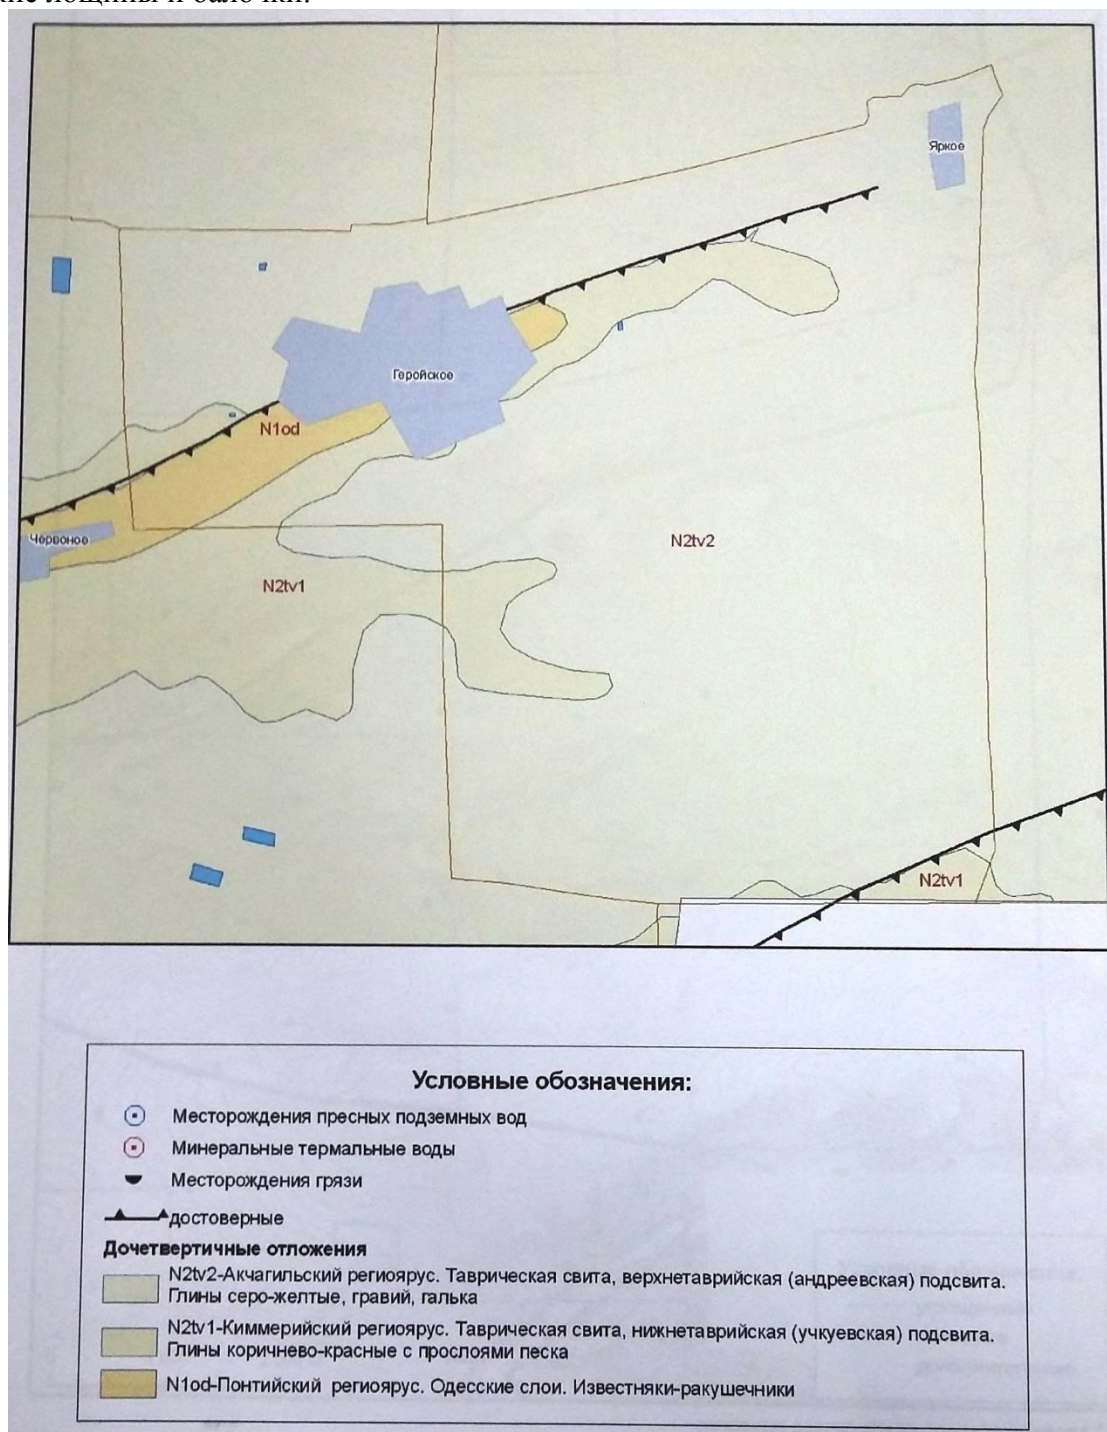 Яркое
Геройское
N1od
Червоное
N2tv2
N2tv1
N2tv1
Условные обозначения:
Месторождения пресных подземных вод
Минеральные термальные воды
Месторождения грязи
достоверные
Дочетвертичные отложения
N2tv2-Акчагильский региоярус. Таврическая свита, верхнетаврийская (андреевская) подсвита.
Глины серо-желтые, гравий, галька
N2tv1-Киммерийский региоярус. Таврическая свита, нижнетаврийская (учкуевская) подсвита.
Глины коричнево-красные с прослоями песка
N1od-Понтийский региоярус. Одесские слои. Известняки-ракушечники